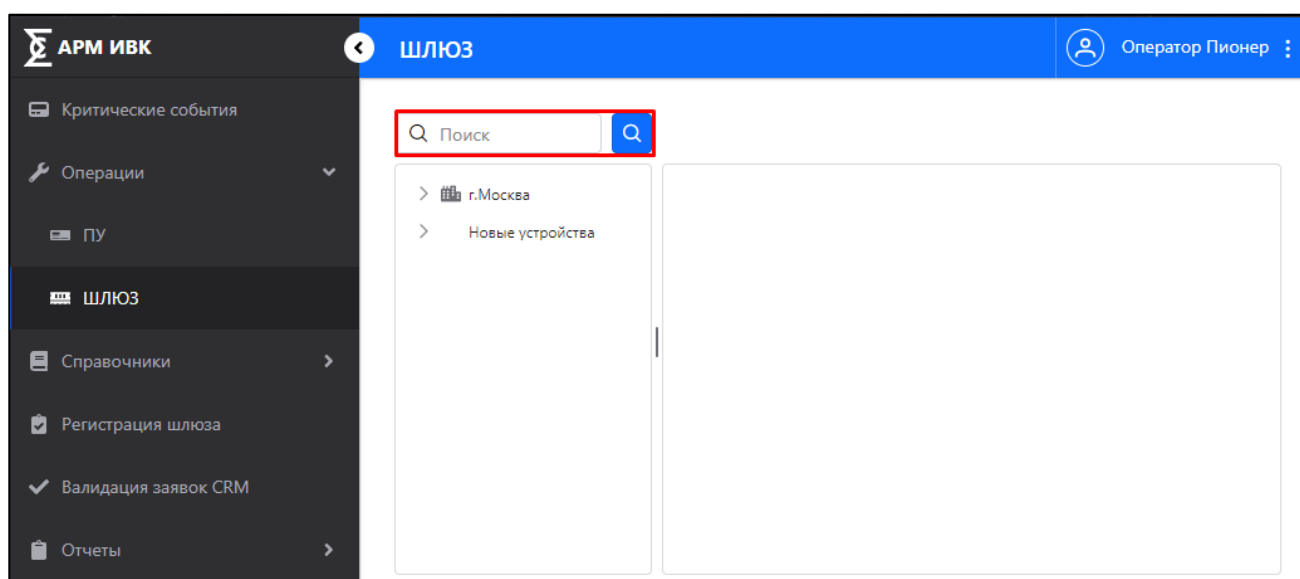 АРМ ИВК
ШЛЮЗ
Оператор Пионер
Критические события
Операции
ПУ
ШЛЮЗ
Справочники
Регистрация шлюза
Валидация заявок CRM
Отчеты
Поиск
г.Москва
Новые устройства